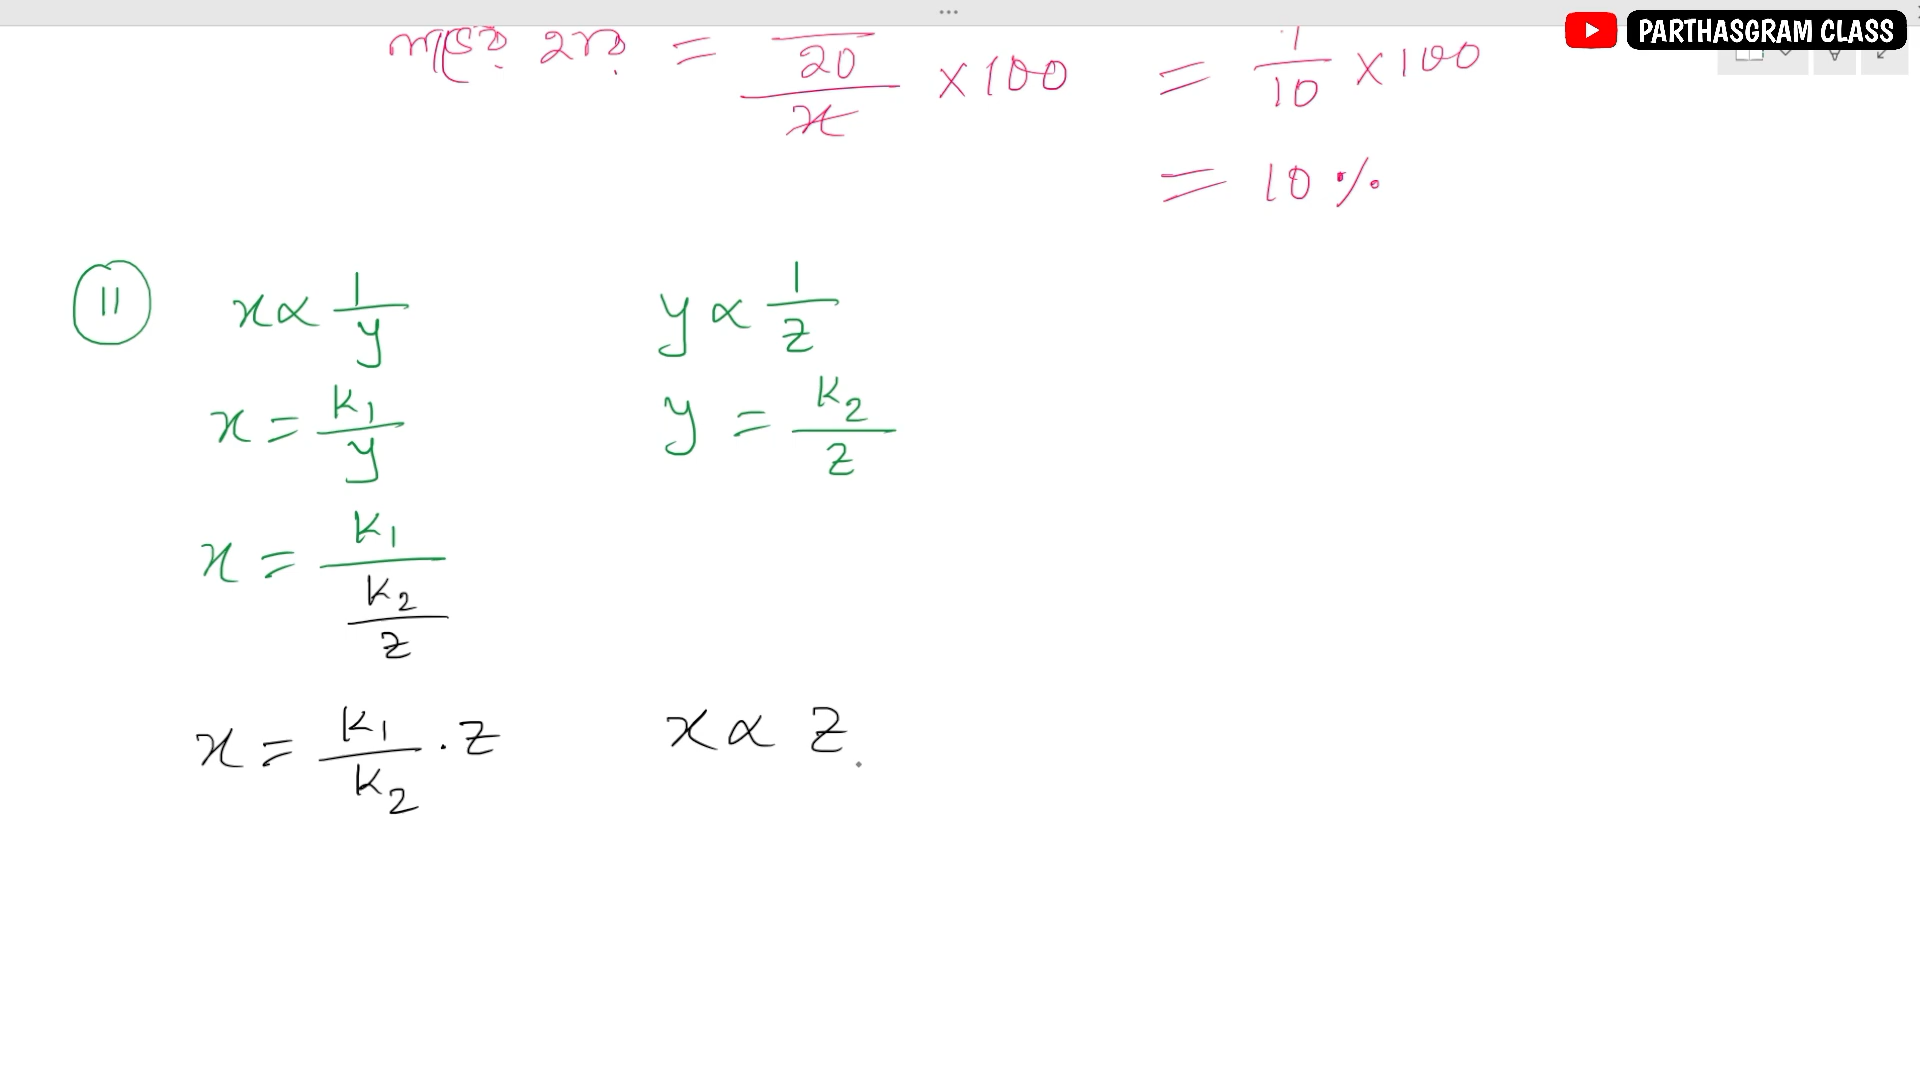 PARTHASGRAM CLASS
লাভের হার = 20/x × 100 = 1/10 × 100
= 10 %
11 x ∝ 1/y y ∝ 1/z
x = K₁/y y = K₂/z
x = K₁/(K₂/z)
x = K₁/K₂ . z x ∝ z